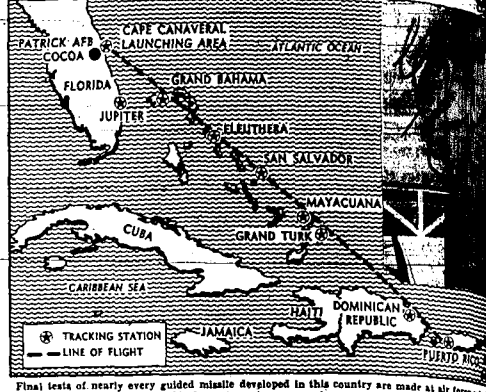 CAPE CANAVERAL
LAUNCHING AREA
PATRICK AFB
COCOA
ATLANTIC OCEAN
FLORIDA
GRAND BAHAMA
JUPITER
ELEUTHERA
SAN SALVADOR
MAYAGUANA
GRAND TURK
CUBA
CARIBBEAN SEA
HAITI
DOMINICAN
REPUBLIC
JAMAICA
PUERTO RICO
TRACKING STATION
LINE OF FLIGHT
Final tests of nearly every guided missile developed in this country are made at air